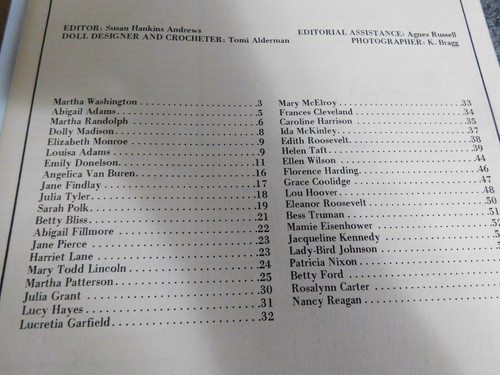 EDITOR: Susan Hankins Andrews
DOLL DESIGNER AND CROCHETER: Tomi Alderman
EDITORIAL ASSISTANCE: Agnes Russell
PHOTOGRAPHER: K. Bragg
Martha Washington . . . . . . . . . . . . . . . . . . . . .3
Abigail Adams. . . . . . . . . . . . . . . . . . . . . . . . .5
Martha Randolph . . . . . . . . . . . . . . . . . . . . . .6
Dolly Madison. . . . . . . . . . . . . . . . . . . . . . . . .8
Elizabeth Monroe . . . . . . . . . . . . . . . . . . . . . .9
Louisa Adams . . . . . . . . . . . . . . . . . . . . . . . . .9
Emily Donelson. . . . . . . . . . . . . . . . . . . . . . .11
Angelica Van Buren. . . . . . . . . . . . . . . . . . . .16
Jane Findlay . . . . . . . . . . . . . . . . . . . . . . . . .17
Julia Tyler. . . . . . . . . . . . . . . . . . . . . . . . . . .18
Sarah Polk. . . . . . . . . . . . . . . . . . . . . . . . . . .19
Betty Bliss. . . . . . . . . . . . . . . . . . . . . . . . . . .21
Abigail Fillmore . . . . . . . . . . . . . . . . . . . . . .22
Jane Pierce . . . . . . . . . . . . . . . . . . . . . . . . . .23
Harriet Lane . . . . . . . . . . . . . . . . . . . . . . . . .23
Mary Todd Lincoln . . . . . . . . . . . . . . . . . . . .24
Martha Patterson. . . . . . . . . . . . . . . . . . . . . .25
Julia Grant . . . . . . . . . . . . . . . . . . . . . . . . . .30
Lucy Hayes. . . . . . . . . . . . . . . . . . . . . . . . . .31
Lucretia Garfield. . . . . . . . . . . . . . . . . . . . . .32
Mary McElroy. . . . . . . . . . . . . . . . . . . . . . . .33
Frances Cleveland . . . . . . . . . . . . . . . . . . . .34
Caroline Harrison . . . . . . . . . . . . . . . . . . . .35
Ida McKinley. . . . . . . . . . . . . . . . . . . . . . . .37
Edith Roosevelt. . . . . . . . . . . . . . . . . . . . . .38
Helen Taft. . . . . . . . . . . . . . . . . . . . . . . . . .39
Ellen Wilson . . . . . . . . . . . . . . . . . . . . . . . .44
Florence Harding. . . . . . . . . . . . . . . . . . . . .46
Grace Coolidge . . . . . . . . . . . . . . . . . . . . . .47
Lou Hoover. . . . . . . . . . . . . . . . . . . . . . . . .48
Eleanor Roosevelt . . . . . . . . . . . . . . . . . . . .50
Bess Truman . . . . . . . . . . . . . . . . . . . . . . . .51
Mamie Eisenhower . . . . . . . . . . . . . . . . . . .
Jacqueline Kennedy . . . . . . . . . . . . . . . . . .
Lady-Bird Johnson . . . . . . . . . . . . . . . . . . .
Patricia Nixon. . . . . . . . . . . . . . . . . . . . . . .
Betty Ford . . . . . . . . . . . . . . . . . . . . . . . . .
Rosalynn Carter . . . . . . . . . . . . . . . . . . . . .
Nancy Reagan. . . . . . . . . . . . . . . . . . . . . . .